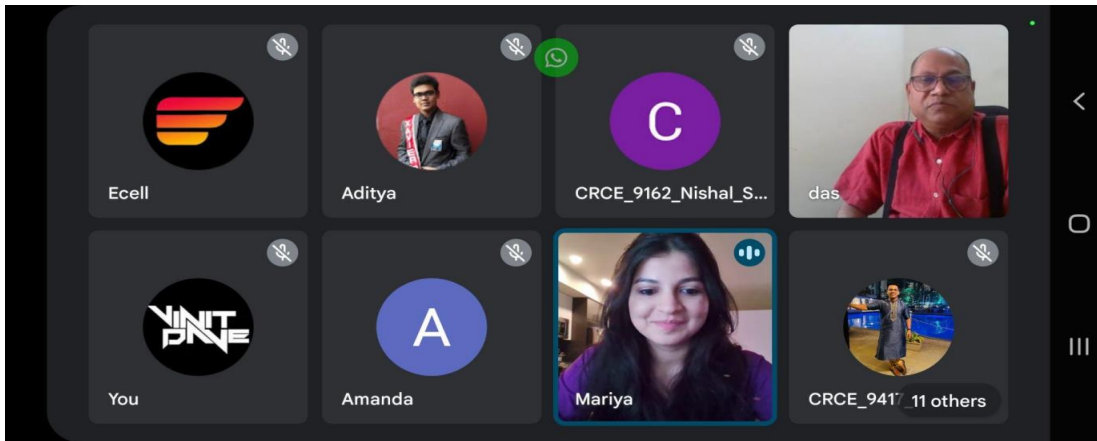 Ecell
Aditya
C
CRCE_9162_Nishal_S...
das
VINIT
DAVE
You
A
Amanda
Mariya
CRCE_941
11 others